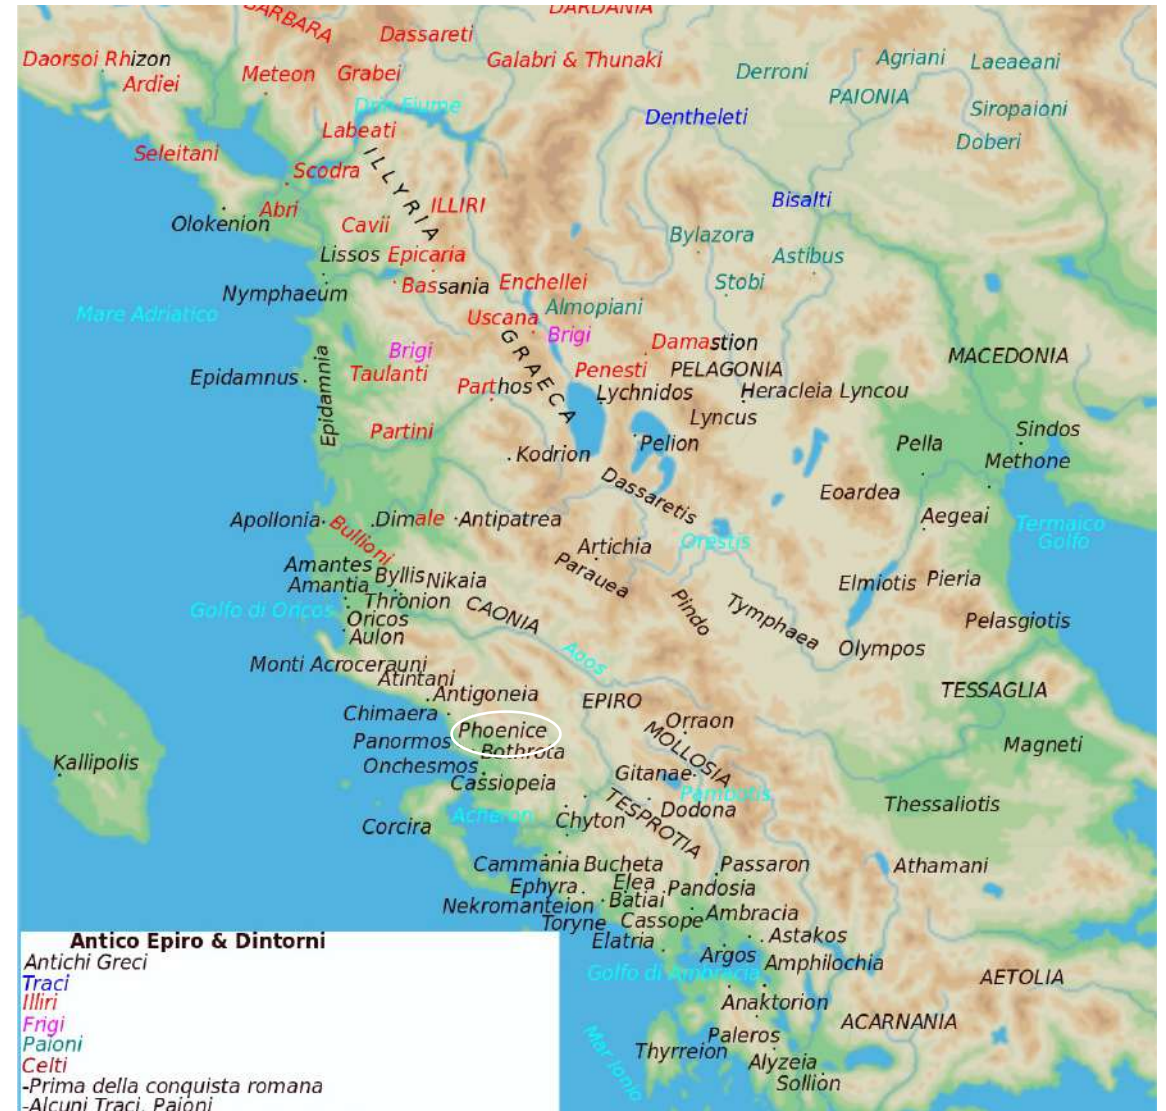 BARBARA
DARDANIA
Dassareti
Daorsoi Rhizon
Galabri & Thunaki
Agriani
Laeaeani
Ardiei
Meteon
Grabei
Derroni
PAIONIA
Siropaioni
Drin Fiume
Dentheleti
Doberi
Labeati
Seleitani
Scodra
ILLYRIA
Bisalti
Abri
ILLIRI
Olokenion
Cavii
Bylazora
Lissos
Epicaria
Astibus
Bassania
Enchellei
Stobi
Nymphaeum
Almopiani
Mare Adriatico
Uscana
Brigi
Damastion
Brigi
GRAECA
MACEDONIA
Epidamnus
Taulanti
Penesti
PELAGONIA
Parthos
Lychnidos
Heracleia Lyncou
Epidamnia
Lyncus
Partini
Pelion
Pella
Sindos
Kodrion
Methone
Dassaretis
Eoardea
Apollonia
Dimale
Antipatrea
Aegeai
Termaico
Golfo
Bullioni
Orestis
Artichia
Amantes
Byllis
Nikaia
Parauea
Amantia
Elmiotis
Pieria
Thronion
CAONIA
Pindo
Tymphaea
Golfo di Oricos
Oricos
Pelasgiotis
Aulon
Olympos
Monti Acrocerauni
Aoos
Atintani
Antigoneia
EPIRO
TESSAGLIA
Chimaera
Orraon
Phoenice
MOLLOSIA
Panormos
Bothrota
Magneti
Onchesmos
Kallipolis
Gitanae
Cassiopeia
Pambotis
Thessaliotis
Acheron
TESPROTIA
Dodona
Corcira
Chyton
Cammania
Bucheta
Passaron
Athamani
Ephyra
Elea
Pandosia
Nekromanteion
Batiai
Toryne
Cassope
Ambracia
Elatria
Astakos
Argos
Amphilochia
Golfo di Ambracia
AETOLIA
Anaktorion
ACARNANIA
Mar Ionio
Paleros
Thyrreion
Alyzeia
Sollion
Antico Epiro & Dintorni
Antichi Greci
Traci
Illiri
Frigi
Paioni
Celti
-Prima della conquista romana
-Alcuni Traci, Paioni